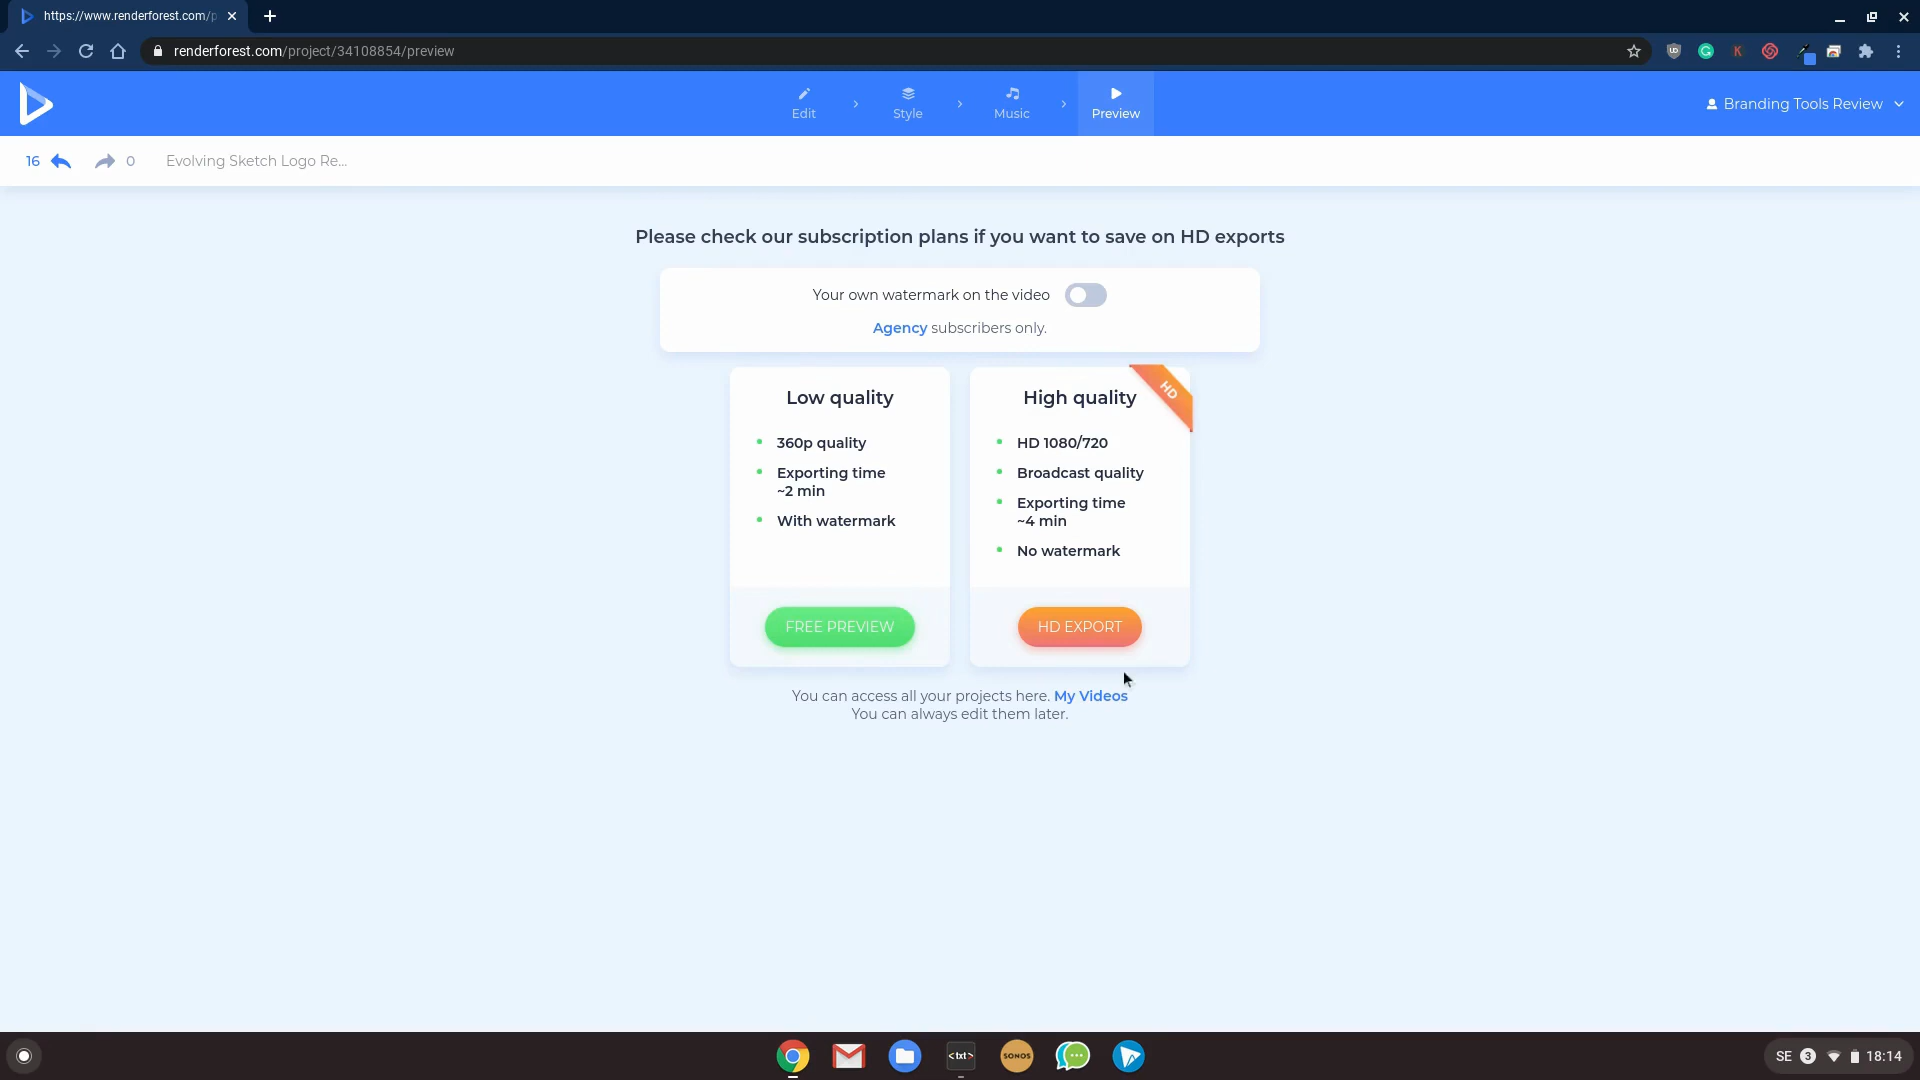 https://www.renderforest.com/p
renderforest.com/project/34108854/preview
Edit
Style
Music
Preview
Branding Tools Review
16
0
Evolving Sketch Logo Re...
Please check our subscription plans if you want to save on HD exports
Your own watermark on the video
Agency subscribers only.
Low quality
360p quality
Exporting time
~2 min
With watermark
FREE PREVIEW
High quality
HD
HD 1080/720
Broadcast quality
Exporting time
~4 min
No watermark
HD EXPORT
You can access all your projects here. My Videos
You can always edit them later.
<txt>
SONOS
SE
3
18:14